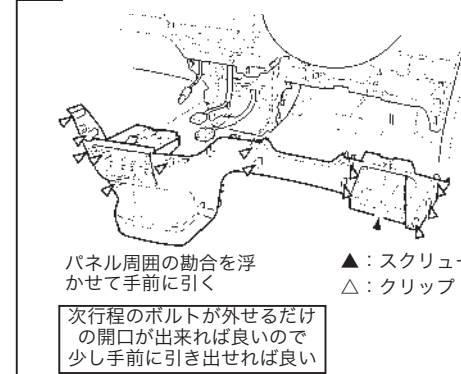 パネル周囲の勘合を浮
かせて手前に引く
▲：スクリュー
△：クリップ
次行程のボルトが外せるだけ
の開口が出来れば良いので
少し手前に引き出せれば良い